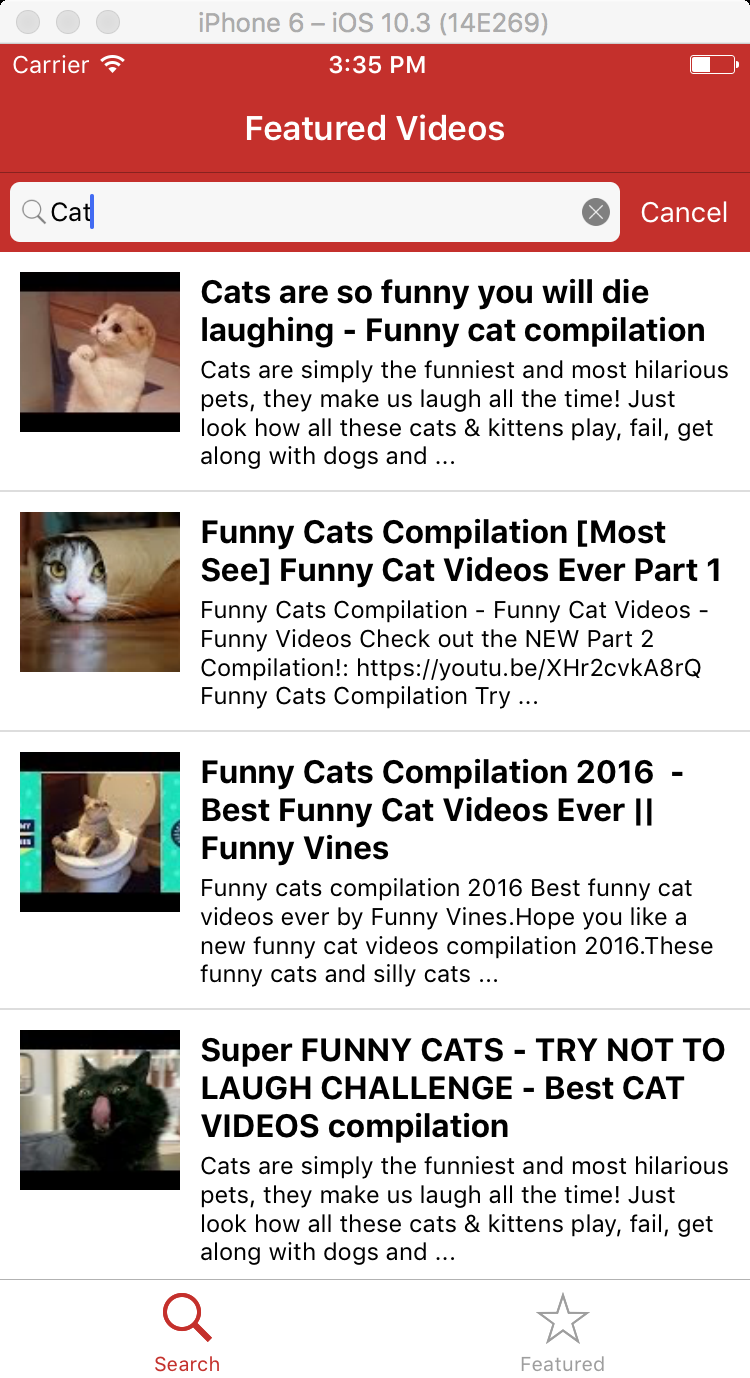 iPhone 6 – iOS 10.3 (14E269)
Carrier 3:35 PM
Featured Videos
Cat Cancel
Cats are so funny you will die
laughing - Funny cat compilation
Cats are simply the funniest and most hilarious
pets, they make us laugh all the time! Just
look how all these cats & kittens play, fail, get
along with dogs and ...
Funny Cats Compilation [Most
See] Funny Cat Videos Ever Part 1
Funny Cats Compilation - Funny Cat Videos -
Funny Videos Check out the NEW Part 2
Compilation!: https://youtu.be/XHr2cvkA8rQ
Funny Cats Compilation Try ...
Funny Cats Compilation 2016  -
Best Funny Cat Videos Ever ||
Funny Vines
Funny cats compilation 2016 Best funny cat
videos ever by Funny Vines.Hope you like a
new funny cat videos compilation 2016.These
funny cats and silly cats ...
Super FUNNY CATS - TRY NOT TO
LAUGH CHALLENGE - Best CAT
VIDEOS compilation
Cats are simply the funniest and most hilarious
pets, they make us laugh all the time! Just
look how all these cats & kittens play, fail, get
along with dogs and ...
Search Featured